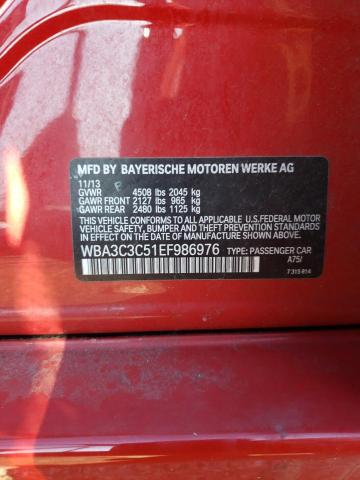 MFD BY BAYERISCHE MOTOREN WERKE AG
11/13
GVWR 4508 lbs 2045 kg
GAWR FRONT 2127 lbs 965 kg
GAWR REAR 2480 lbs 1125 kg
THIS VEHICLE CONFORMS TO ALL APPLICABLE
U.S.FEDERAL MOTOR VEHICLE
SAFETY, BUMPER, AND THEFT PREVENTION
STANDARDS IN EFFECT ON THE DATE OF
MANUFACTURE SHOWN ABOVE.
WBA3C3C51EF986976 TYPE: PASSENGER CAR
A75/
7 315 814